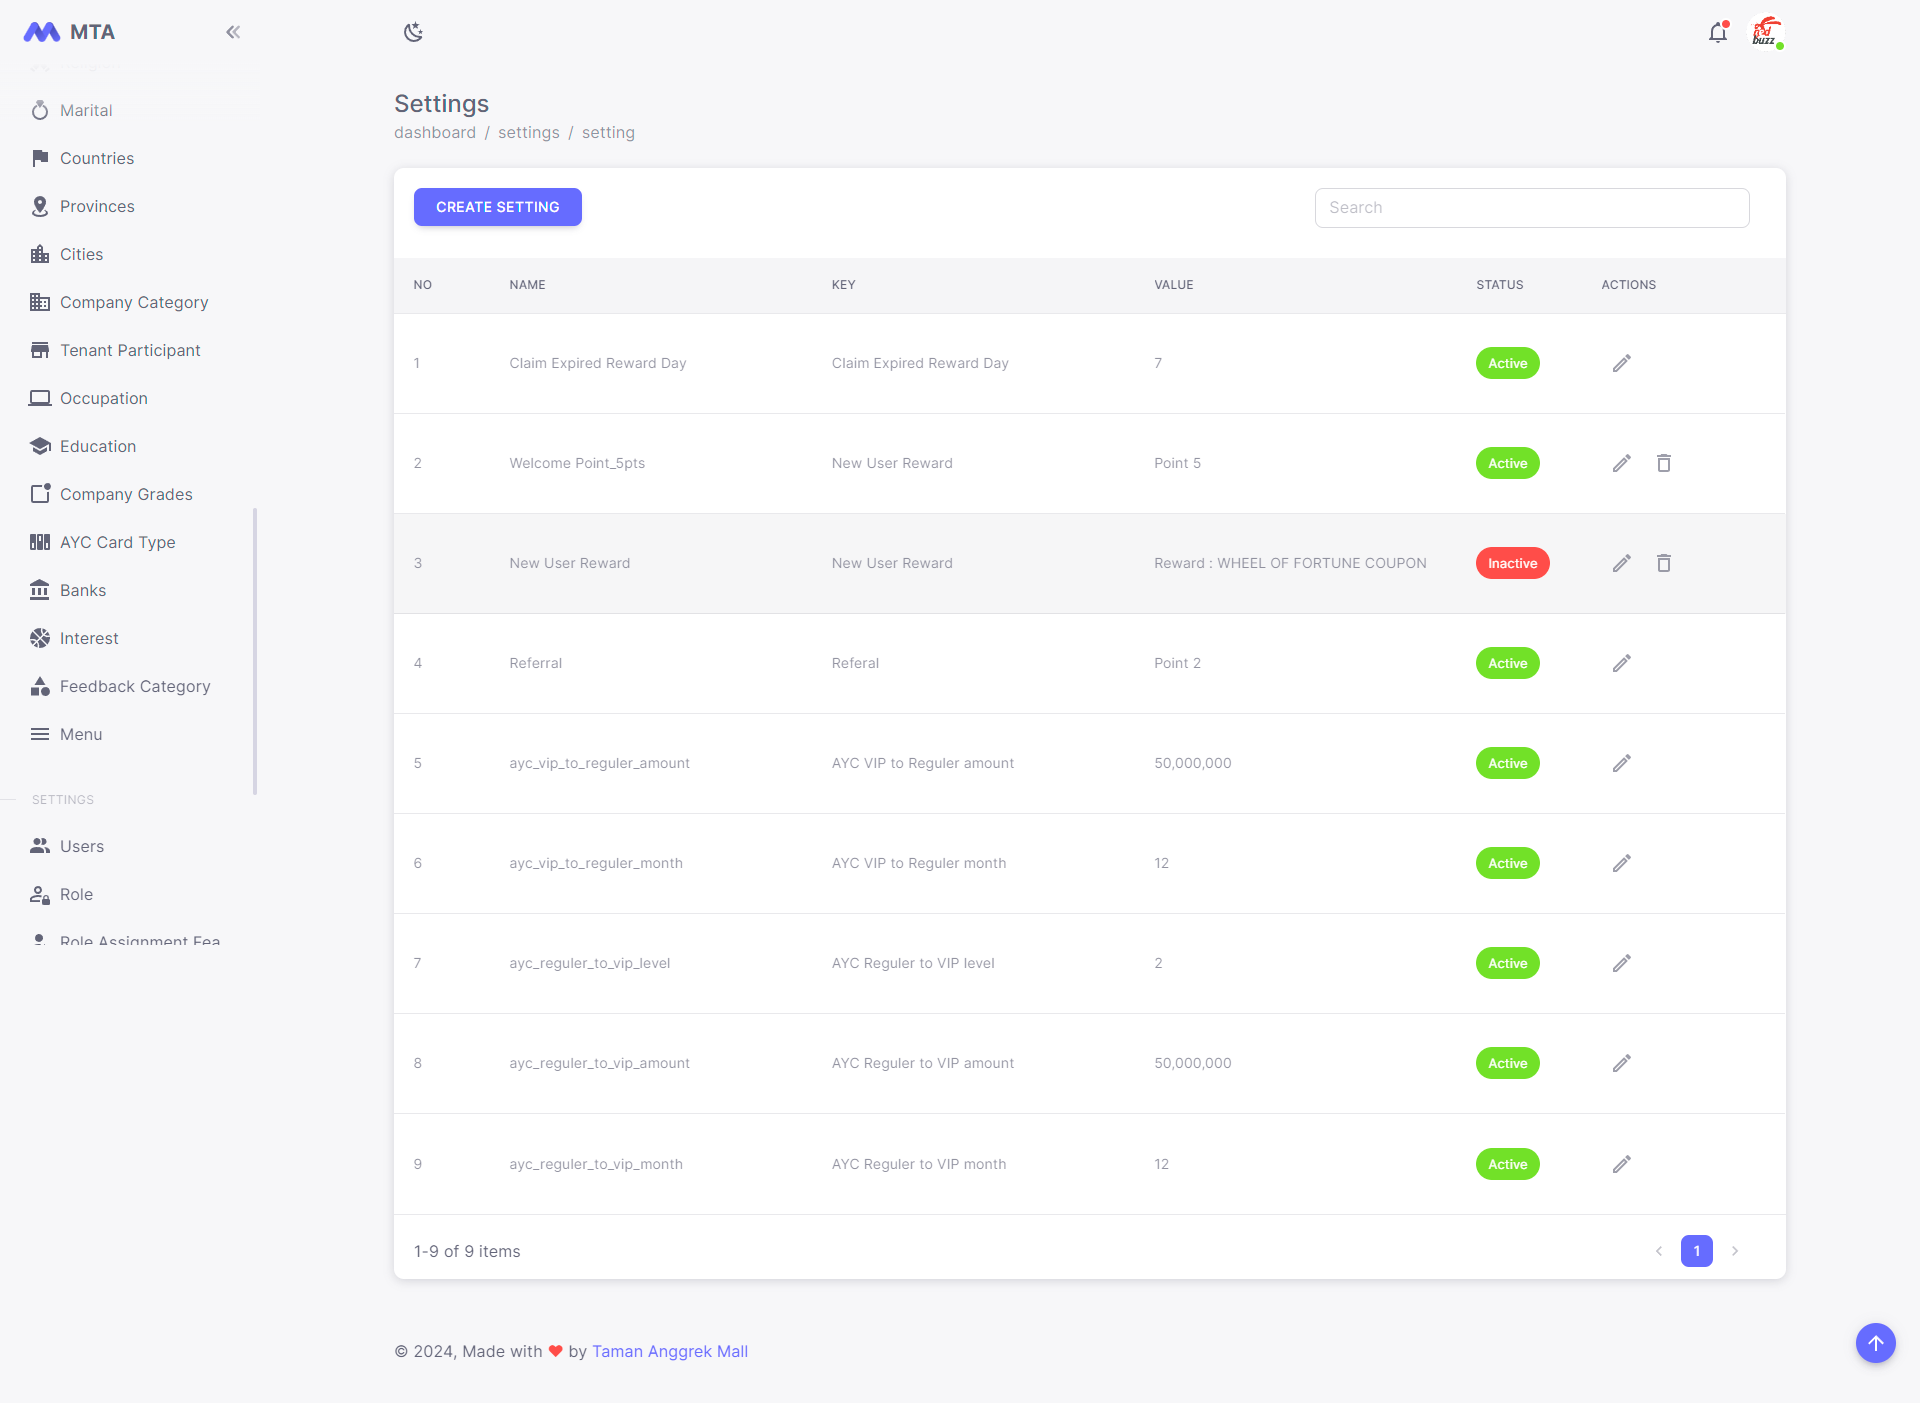 MTA
Marital
Countries
Provinces
Cities
Company Category
Tenant Participant
Occupation
Education
Company Grades
AYC Card Type
Banks
Interest
Feedback Category
Menu
SETTINGS
Users
Role
Role Assignment Fea
red
buzz
Settings
dashboard / settings / setting
CREATE SETTING
Search
NO NAME KEY VALUE STATUS ACTIONS
1 Claim Expired Reward Day Claim Expired Reward Day 7 Active
2 Welcome Point_5pts New User Reward Point 5 Active
3 New User Reward New User Reward Reward : WHEEL OF FORTUNE COUPON Inactive
4 Referral Referal Point 2 Active
5 ayc_vip_to_reguler_amount AYC VIP to Reguler amount 50,000,000 Active
6 ayc_vip_to_reguler_month AYC VIP to Reguler month 12 Active
7 ayc_reguler_to_vip_level AYC Reguler to VIP level 2 Active
8 ayc_reguler_to_vip_amount AYC Reguler to VIP amount 50,000,000 Active
9 ayc_reguler_to_vip_month AYC Reguler to VIP month 12 Active
1-9 of 9 items
1
© 2024, Made with ❤ by Taman Anggrek Mall